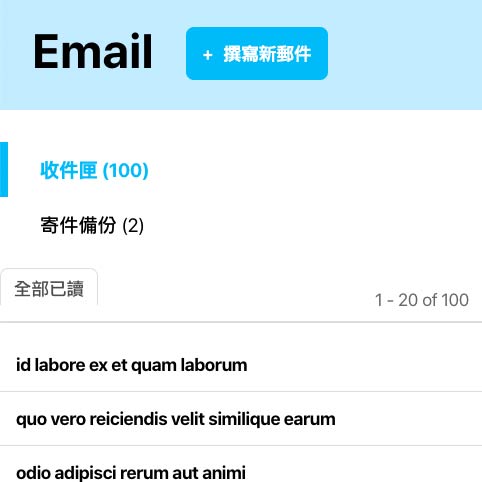 Email
+ 撰寫新郵件
收件匣 (100)
寄件備份 (2)
全部已讀
1 - 20 of 100
id labore ex et quam laborum
quo vero reiciendis velit similique earum
odio adipisci rerum aut animi